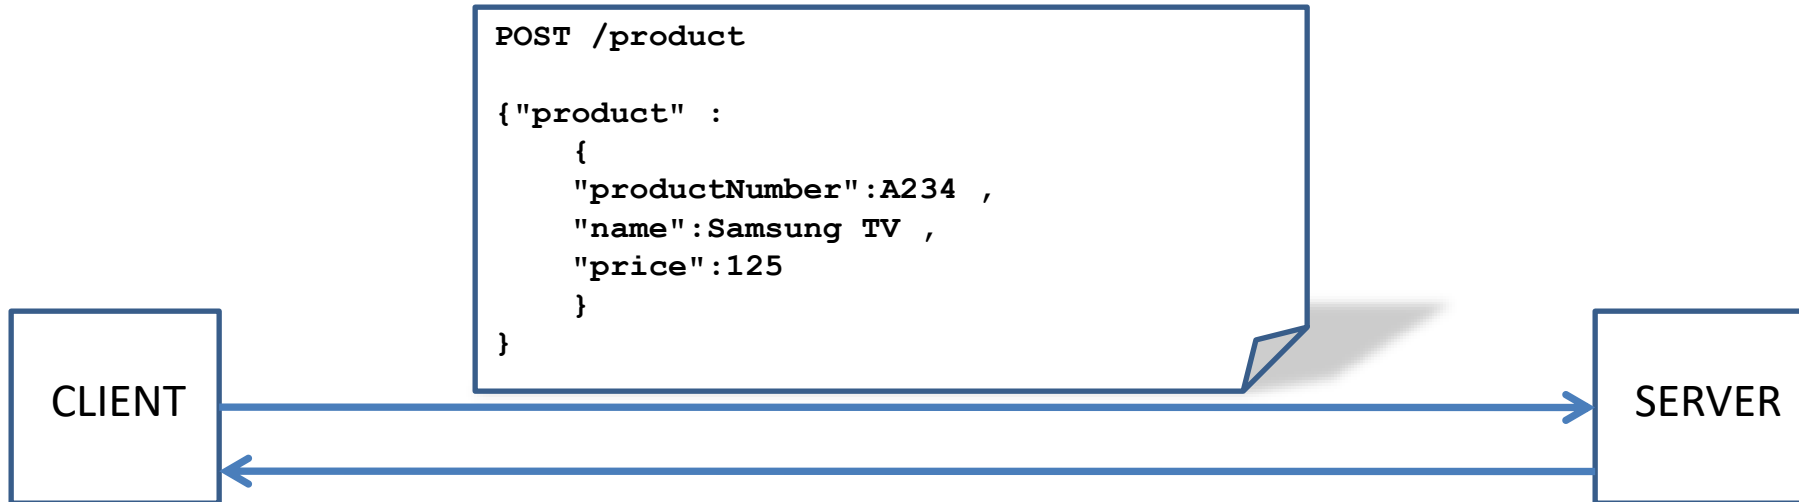 POST /product
{"product" :
{
"productNumber":A234 ,
"name":Samsung TV ,
"price":125
}
}
CLIENT
SERVER